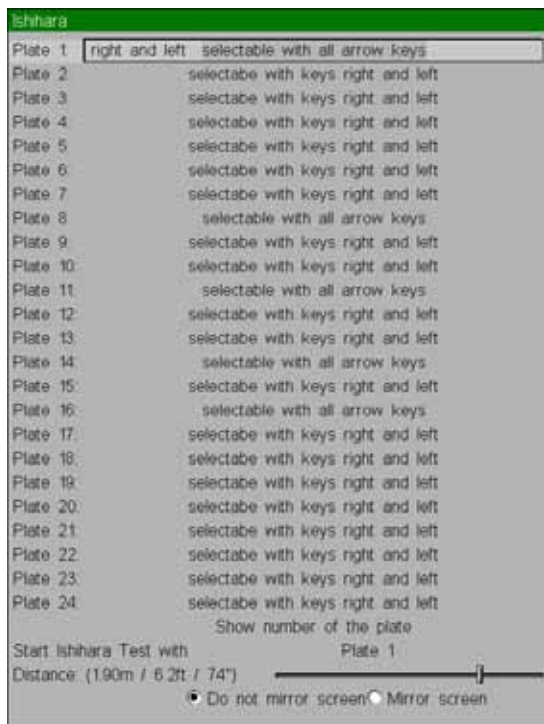 Ishihara
Plate 1 right and left selectable with all arrow keys
Plate 2: selectabe with keys right and left
Plate 3: selectabe with keys right and left
Plate 4: selectabe with keys right and left
Plate 5: selectabe with keys right and left
Plate 6: selectabe with keys right and left
Plate 7: selectabe with keys right and left
Plate 8 selectable with all arrow keys
Plate 9: selectabe with keys right and left
Plate 10: selectabe with keys right and left
Plate 11: selectable with all arrow keys
Plate 12: selectabe with keys right and left
Plate 13: selectabe with keys right and left
Plate 14: selectable with all arrow keys
Plate 15: selectabe with keys right and left
Plate 16: selectable with all arrow keys
Plate 17: selectabe with keys right and left
Plate 18: selectabe with keys right and left
Plate 19: selectabe with keys right and left
Plate 20: selectabe with keys right and left
Plate 21: selectabe with keys right and left
Plate 22: selectabe with keys right and left
Plate 23: selectabe with keys right and left
Plate 24: selectabe with keys right and left
Show number of the plate
Start Ishihara Test with Plate 1
Distance: (1.90m / 6.2ft / 74")
Do not mirror screen Mirror screen